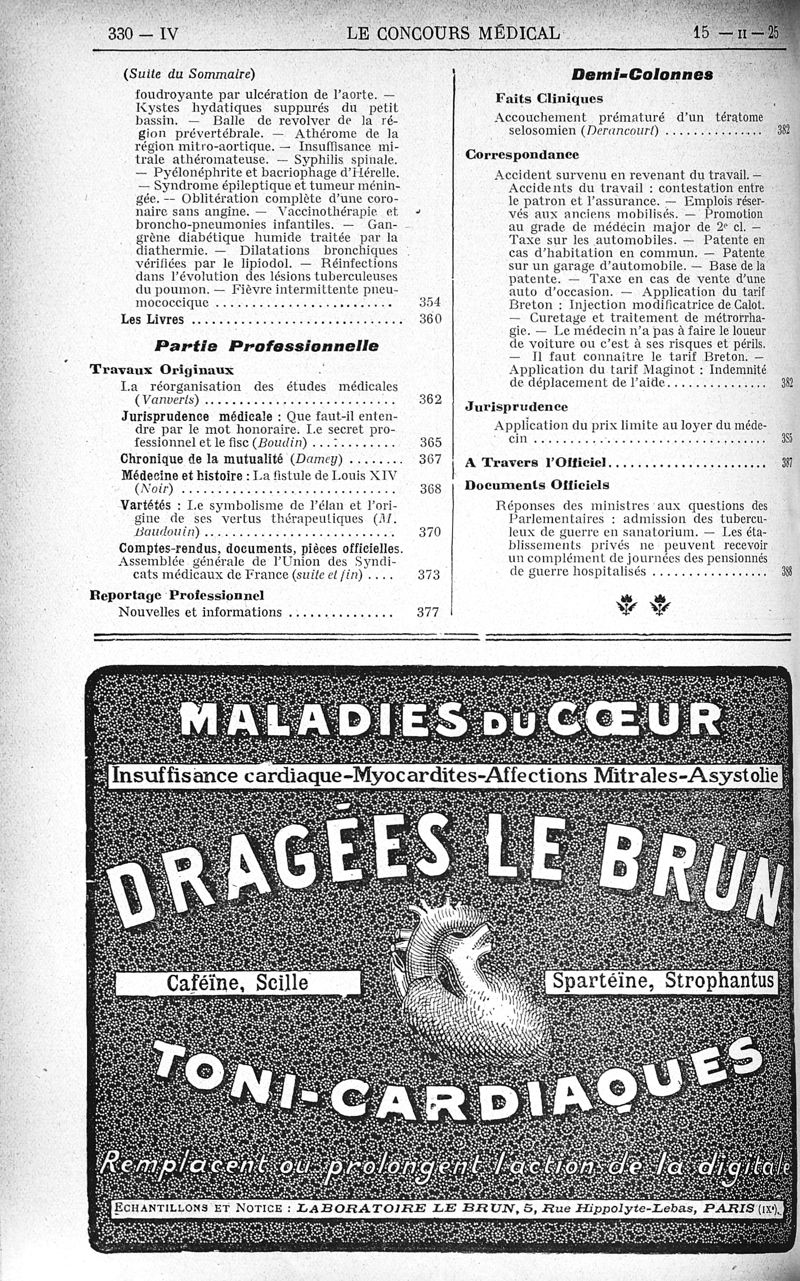 330 — IV
LE CONCOURS MÉDICAL
15 — II — 25
(Suite du Sommaire)
foudroyante par ulcération de l'aorte. —
Kystes hydatiques suppurés du petit
bassin. — Balle de revolver de la ré-
gion prévertébrale. — Athérome de la
région mitro-aortique. — Insuffisance mi-
trale athéromateuse. — Syphilis spinale.
— Pyélonéphrite et bacriophage d'Hérelle.
— Syndrome épileptique et tumeur ménin-
gée. — Oblitération complète d'une coro-
naire sans angine. — Vaccinothérapie et
broncho-pneumonies infantiles. — Gan-
grène diabétique humide traitée par la
diathermie. — Dilatations bronchiques
vérifiées par le lipiodol. — Réinfections
dans l'évolution des lésions tuberculeuses
du poumon. — Fièvre intermittente pneu-
mococcique ........................ 354
Les Livres ............................ 360
Partie Professionnelle
Travaux Originaux
La réorganisation des études médicales
(Vanverts) .......................... 362
Jurisprudence médicale : Que faut-il enten-
dre par le mot honoraire. Le secret pro-
fessionnel et le fisc (Boudin) ...:........ 365
Chronique de la mutualité (Damey) ........ 367
Médecine et histoire : La fistule de Louis XIV
(Noir) ............................. 368
Vartétés : Le symbolisme de l'élan et l'ori-
gine de ses vertus thérapeutiques (M.
Baudouin) .......................... 370
Comptes-rendus, documents, pièces officielles.
Assemblée générale de l'Union des Syndi-
cats médicaux de France (suite et fin) .... 373
Reportage Professionnel
Nouvelles et informations ............... 377
Demi-Colonnes
Faits Cliniques
Accouchement prématuré d'un tératome
selosomien (Derancourt) ............... 382
Correspondance
Accident survenu en revenant du travail. —
Accidents du travail : contestation entre
le patron et l'assurance. — Emplois réser-
vés aux anciens mobilisés. — Promotion
au grade de médecin major de 2e cl. —
Taxe sur les automobiles. — Patente en
cas d'habitation en commun. — Patente
sur un garage d'automobile. — Base de la
patente. — Taxe en cas de vente d'une
auto d'occasion. — Application du tarif
Breton : Injection modificatrice de Calot.
— Curetage et traitement de métrorrha-
gie. — Le médecin n'a pas à faire le loueur
de voiture ou c'est à ses risques et périls.
— Il faut connaître le tarif Breton. —
Application du tarif Maginot : Indemnité
de déplacement de l'aide............... 382
Jurisprudence
Application du prix limite au loyer du méde-
cin ................................ 385
A Travers l'Officiel...................... 387
Documents Officiels
Réponses des ministres aux questions des
Parlementaires : admission des tubercu-
leux de guerre en sanatorium. — Les éta-
blissements privés ne peuvent recevoir
un complément de journées des pensionnés
de guerre hospitalisés ................. 388
MALADIES DU CŒUR
Insuffisance cardiaque-Myocardites-Affections Mitrales-Asystolie
DRAGÉES LE BRUN
Caféïne, Scille
Spartéïne, Strophantus
TONI-CARDIAQUES
Remplacent ou prolongent l'action de la digitale
ECHANTILLONS ET NOTICE : LABORATOIRE LE BRUN, 5, Rue Hippolyte-Lebas, PARIS (IXe).